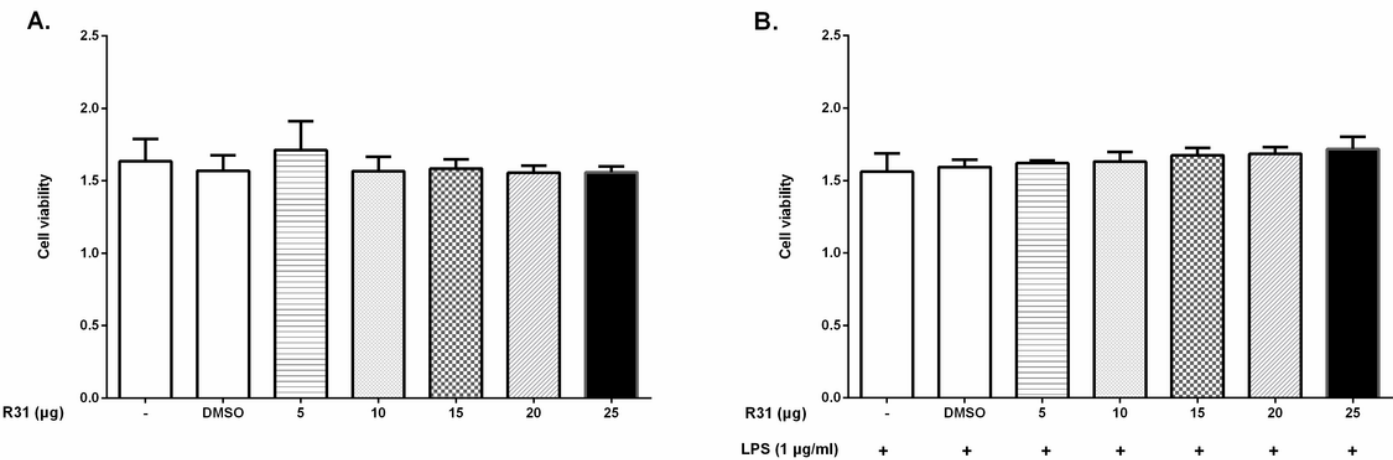 A.
2.5
2.0
1.5
1.0
0.5
0.0
Cell viability
R31 (µg) - DMSO 5 10 15 20 25
B.
2.5
2.0
1.5
1.0
0.5
0.0
Cell viability
R31 (µg) - DMSO 5 10 15 20 25
LPS (1 µg/ml) + + + + + + +